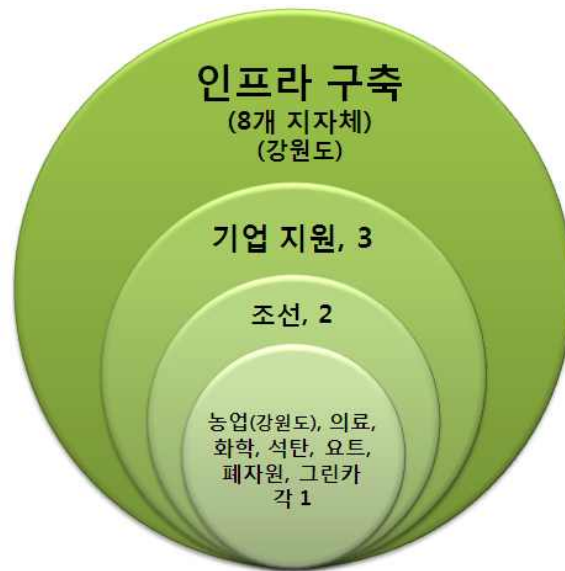 인프라 구축
(8개 지자체)
(강원도)
기업 지원, 3
조선, 2
농업(강원도), 의료,
화학, 석탄, 요트,
폐자원, 그린카
각 1